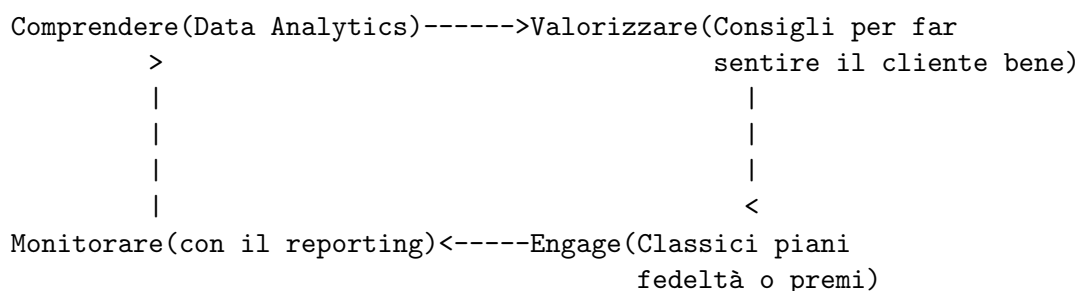 Comprendere(Data Analytics)------>Valorizzare(Consigli per far
> sentire il cliente bene)
| |
| |
| |
| <
Monitorare(con il reporting)<-----Engage(Classici piani
fedeltà o premi)